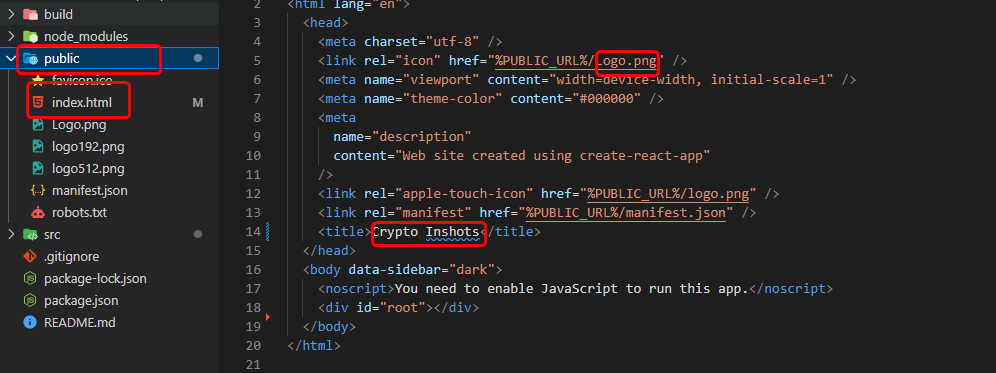 build
node_modules
public
favicon.ico
index.html
M
Logo.png
logo192.png
logo512.png
manifest.json
robots.txt
src
.gitignore
package-lock.json
package.json
README.md
2 <html lang="en">
3 <head>
4 <meta charset="utf-8" />
5 <link rel="icon" href="%PUBLIC_URL%/logo.png" />
6 <meta name="viewport" content="width=device-width, initial-scale=1" />
7 <meta name="theme-color" content="#000000" />
8 <meta
9 name="description"
10 content="Web site created using create-react-app"
11 />
12 <link rel="apple-touch-icon" href="%PUBLIC_URL%/logo.png" />
13 <link rel="manifest" href="%PUBLIC_URL%/manifest.json" />
14 <title>Crypto Inshots</title>
15 </head>
16 <body data-sidebar="dark">
17 <noscript>You need to enable JavaScript to run this app.</noscript>
18 <div id="root"></div>
19 </body>
20 </html>
21